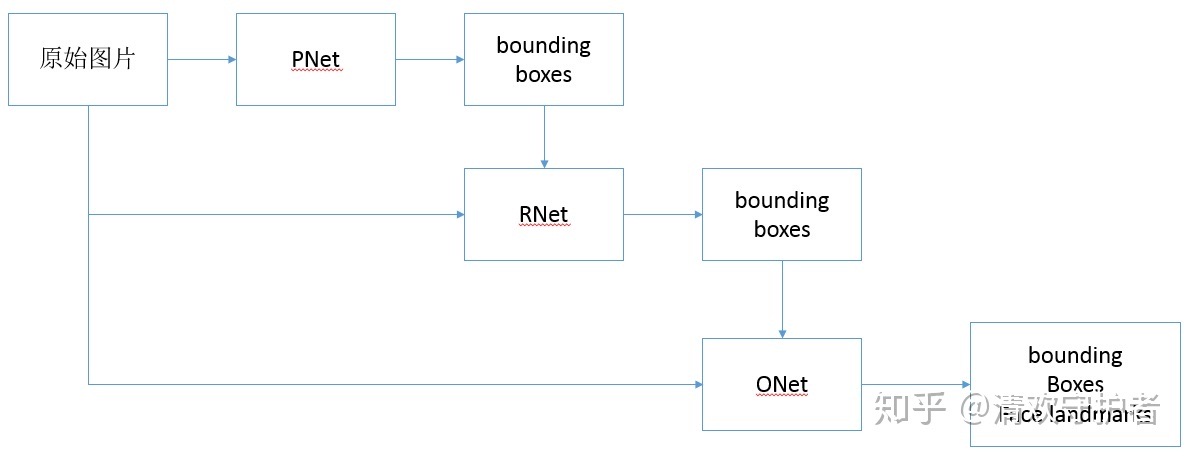 原始图片
PNet
bounding
boxes
RNet
bounding
boxes
ONet
bounding
Boxes
Face landmarks
知乎 @清欢守护者